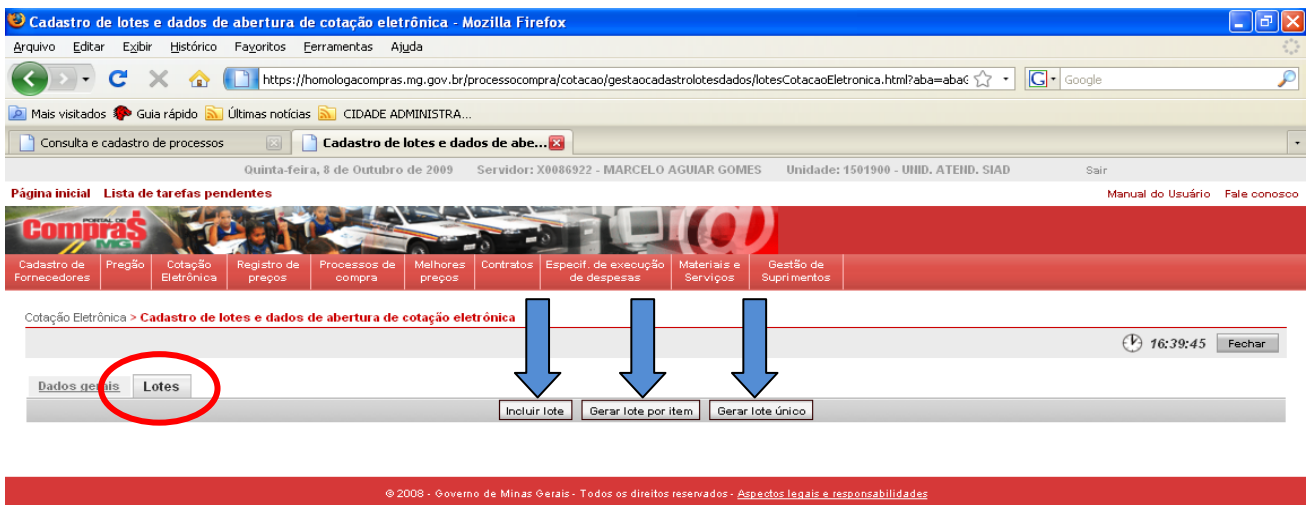 Cadastro de lotes e dados de abertura de cotação eletrônica - Mozilla Firefox
Arquivo Editar Exibir Histórico Favoritos Ferramentas Ajuda
https://homologacompras.mg.gov.br/processocompra/cotacao/gestaocadastrolotesdados/lotesCotacaoEletronica.html?aba=abaG Google
Mais visitados Guia rápido Últimas notícias CIDADE ADMINISTRA...
Consulta e cadastro de processos Cadastro de lotes e dados de abe...
Quinta-feira, 8 de Outubro de 2009 Servidor: X0086922 - MARCELO AGUIAR GOMES Unidade: 1501900 - UNID. ATEND. SIAD Sair
Página inicial Lista de tarefas pendentes Manual do Usuário Fale conosco
PORTAL DE
Compras
MG
@
Cadastro de Fornecedores Pregão Cotação Eletrônica Registro de preços Processos de compra Melhores preços Contratos Especif. de execução de despesas Materiais e Serviços Gestão de Suprimentos
Cotação Eletrônica > Cadastro de lotes e dados de abertura de cotação eletrônica
16:39:45 Fechar
Dados gerais Lotes
Incluir lote Gerar lote por item Gerar lote único
© 2008 - Governo de Minas Gerais - Todos os direitos reservados - Aspectos legais e responsabilidades